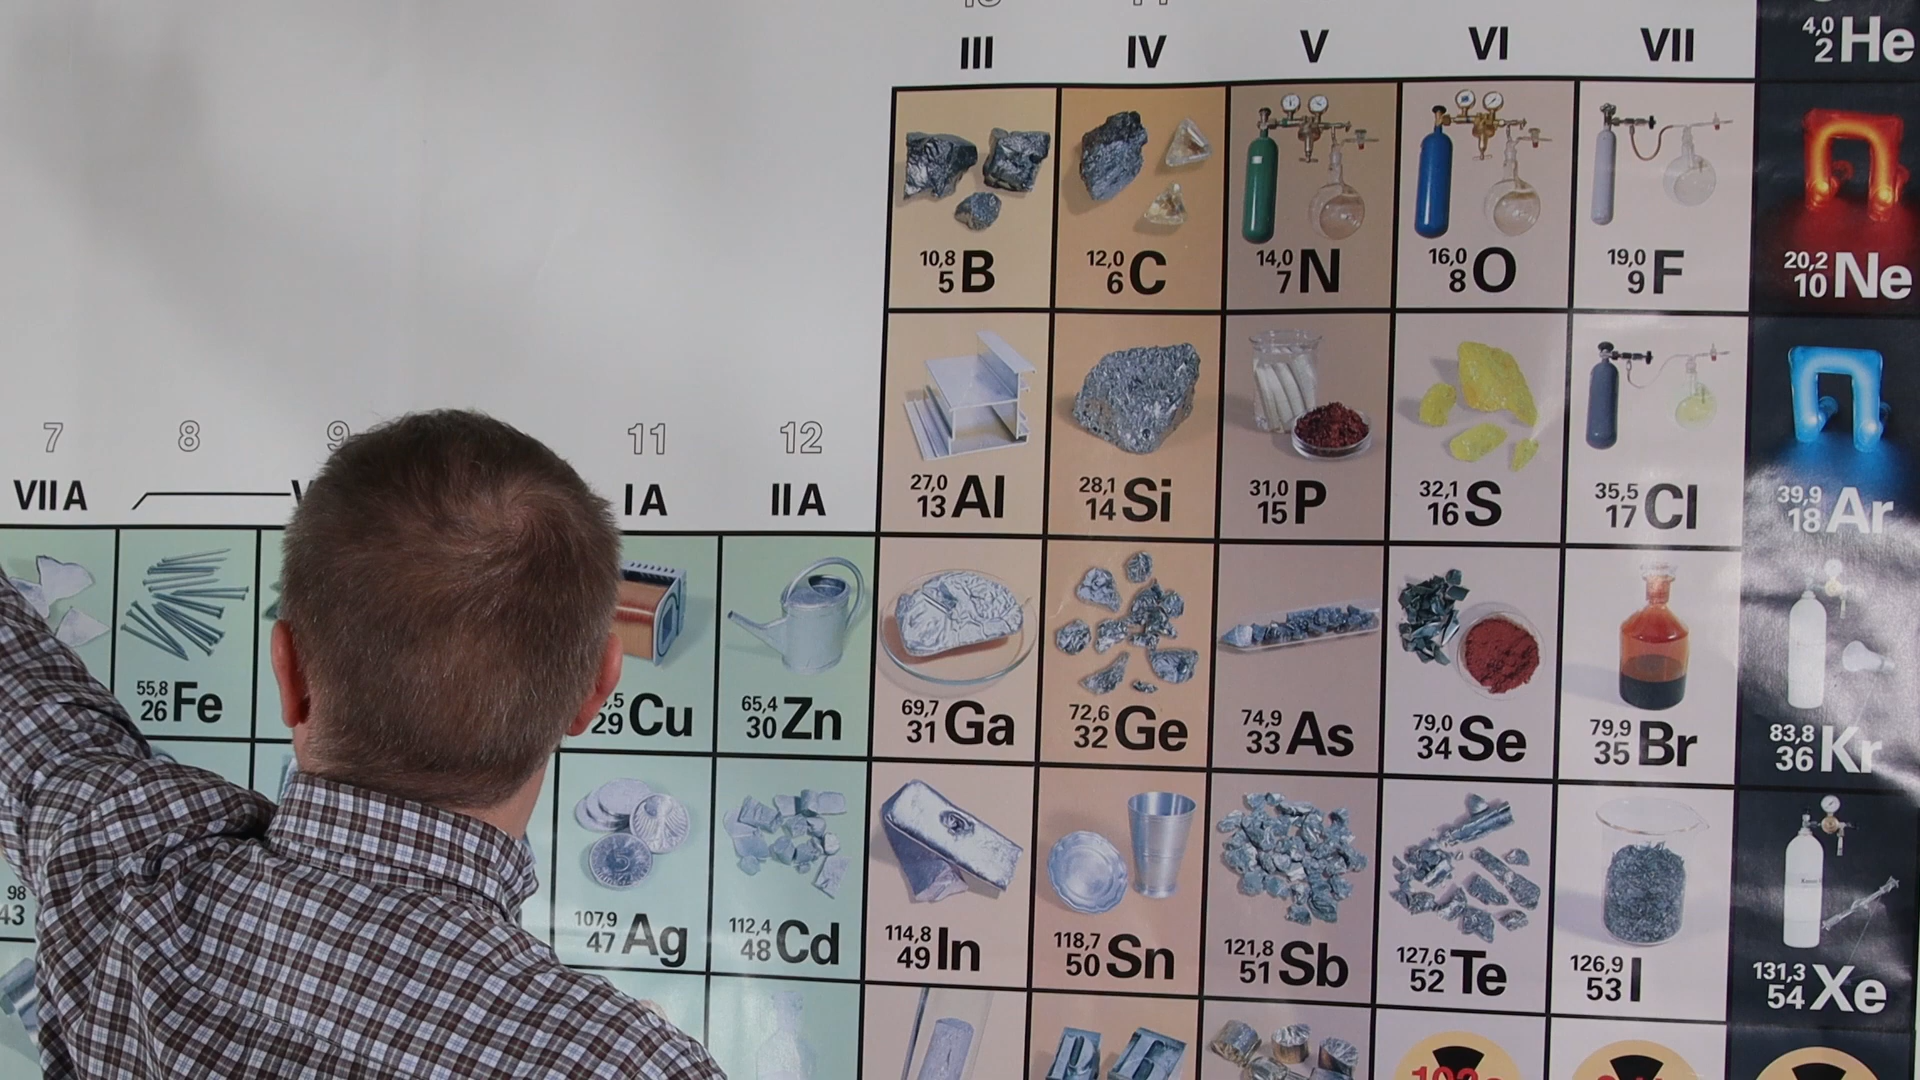 III IV V VI VII
4,0
2 He
10,8
5 B
12,0
6 C
14,0
7 N
16,0
8 O
19,0
9 F
20,2
10 Ne
27,0
13 Al
28,1
14 Si
31,0
15 P
32,1
16 S
35,5
17 Cl
39,9
18 Ar
7 8 9 11 12
VII A I A II A
55,8
26 Fe
29 Cu
65,4
30 Zn
69,7
31 Ga
72,6
32 Ge
74,9
33 As
79,0
34 Se
79,9
35 Br
83,8
36 Kr
98
43
107,9
47 Ag
112,4
48 Cd
114,8
49 In
118,7
50 Sn
121,8
51 Sb
127,6
52 Te
126,9
53 I
131,3
54 Xe